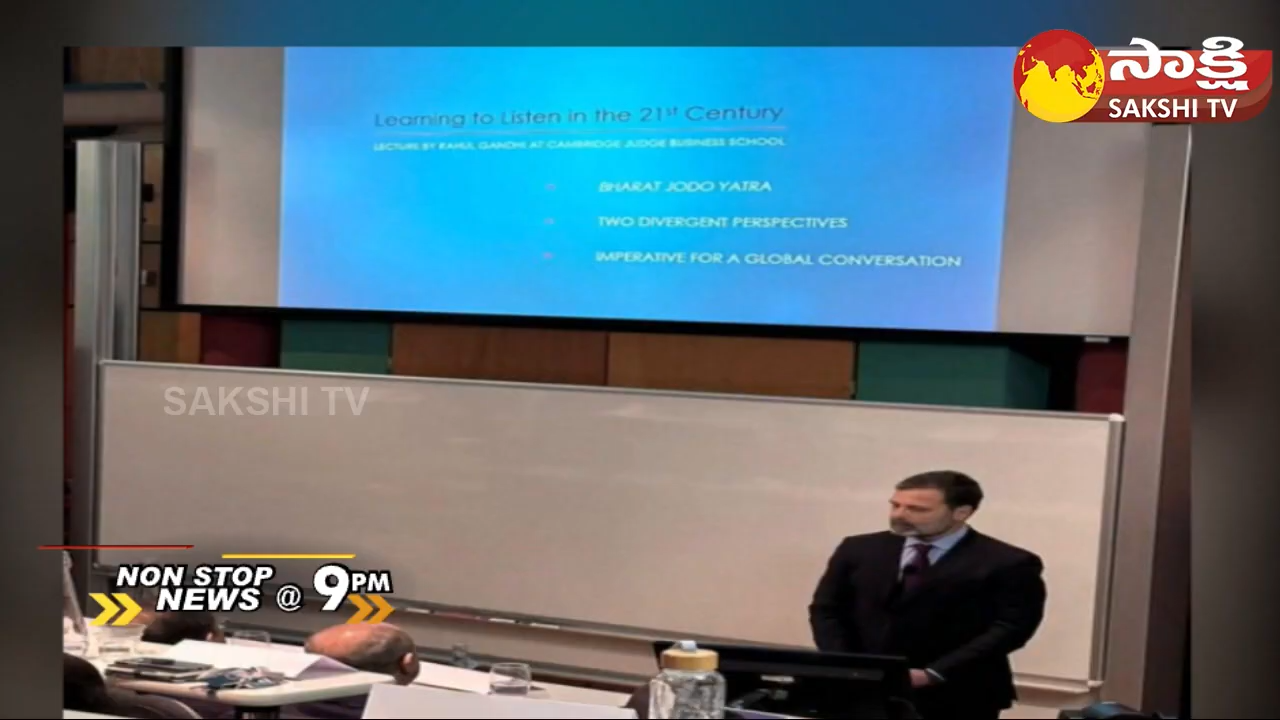 సాక్షి
SAKSHI TV
Learning to Listen in the 21st Century
LECTURE BY RAHUL GANDHI AT CAMBRIDGE JUDGE BUSINESS SCHOOL
BHARAT JODO YATRA
TWO DIVERGENT PERSPECTIVES
IMPERATIVE FOR A GLOBAL CONVERSATION
SAKSHI TV
NON STOP
NEWS @ 9PM